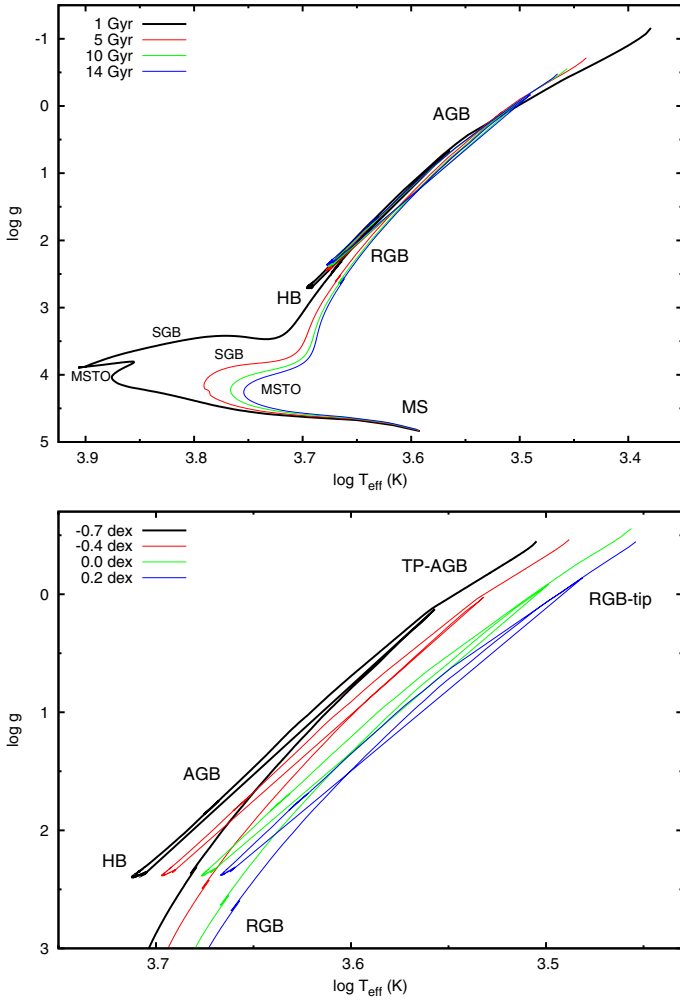 1 Gyr
5 Gyr
10 Gyr
14 Gyr
-1
0
1
2
3
4
5
log g
AGB
RGB
HB
SGB
SGB
MSTO
MSTO
MS
3.9
3.8
3.7
3.6
3.5
3.4
log T_eff (K)
-0.7 dex
-0.4 dex
0.0 dex
0.2 dex
0
1
2
3
log g
TP-AGB
RGB-tip
AGB
HB
RGB
3.7
3.6
3.5
log T_eff (K)